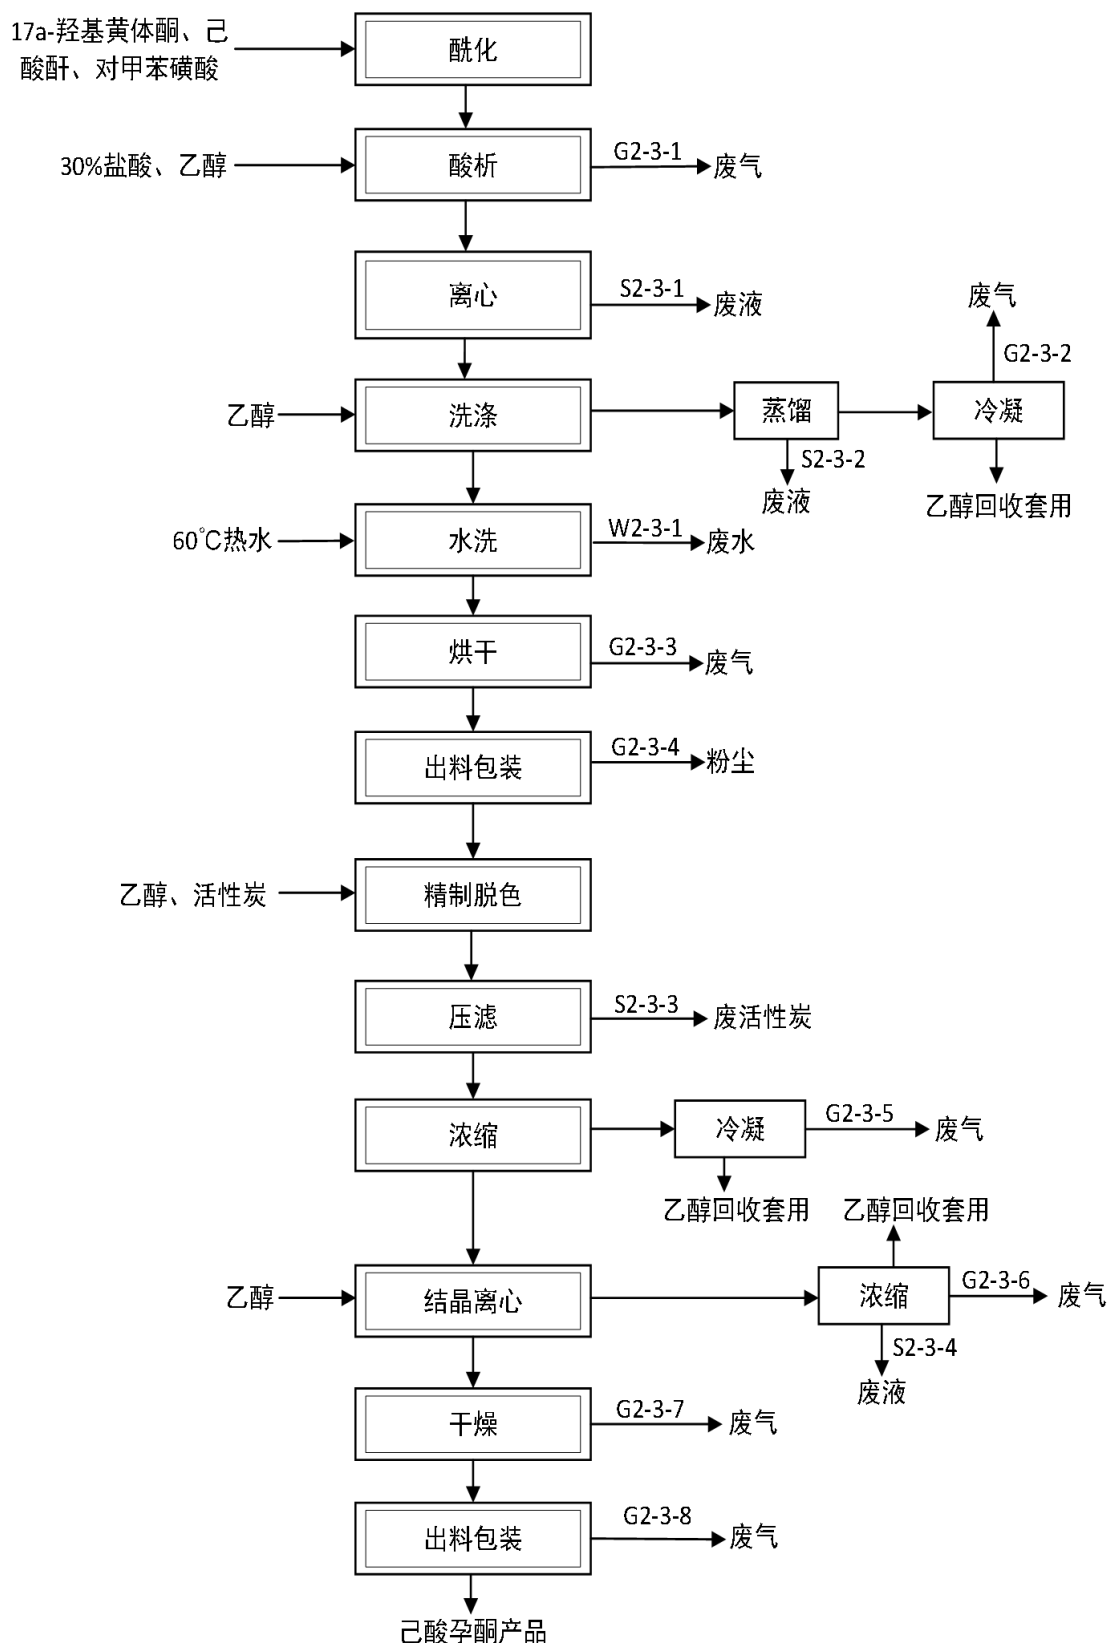 17a-羟基黄体酮、己
酸酐、对甲苯磺酸
酰化
30%盐酸、乙醇
酸析
G2-3-1
废气
离心
S2-3-1
废液
废气
G2-3-2
乙醇
洗涤
蒸馏
冷凝
S2-3-2
废液
乙醇回收套用
60℃热水
水洗
W2-3-1
废水
烘干
G2-3-3
废气
出料包装
G2-3-4
粉尘
乙醇、活性炭
精制脱色
压滤
S2-3-3
废活性炭
浓缩
冷凝
G2-3-5
废气
乙醇回收套用
乙醇回收套用
乙醇
结晶离心
浓缩
G2-3-6
废气
S2-3-4
废液
干燥
G2-3-7
废气
出料包装
G2-3-8
废气
己酸孕酮产品